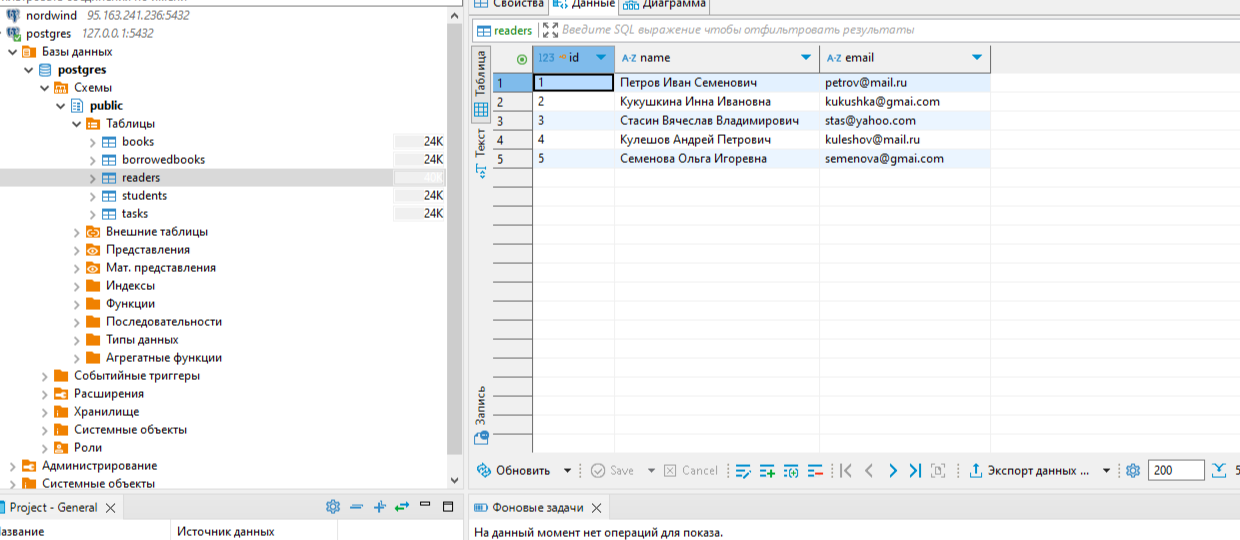 nordwind 95.163.241.236:5432
postgres 127.0.0.1:5432
Базы данных
postgres
Схемы
public
Таблицы
books 24K
borrowedbooks 24K
readers 40K
students 24K
tasks 24K
Внешние таблицы
Представления
Мат. представления
Индексы
Функции
Последовательности
Типы данных
Агрегатные функции
Событийные триггеры
Расширения
Хранилище
Системные объекты
Роли
Администрирование
Системные объекты
Project - General
Название Источник данных
Свойства Данные Диаграмма
readers Введите SQL выражение чтобы отфильтровать результаты
Таблица
Текст
Запись
123 id A-Z name A-Z email
1 1 Петров Иван Семенович petrov@mail.ru
2 2 Кукушкина Инна Ивановна kukushka@gmai.com
3 3 Стасин Вячеслав Владимирович stas@yahoo.com
4 4 Кулешов Андрей Петрович kuleshov@mail.ru
5 5 Семенова Ольга Игоревна semenova@gmai.com
Обновить Save Cancel Экспорт данных ... 200 5
Фоновые задачи
На данный момент нет операций для показа.